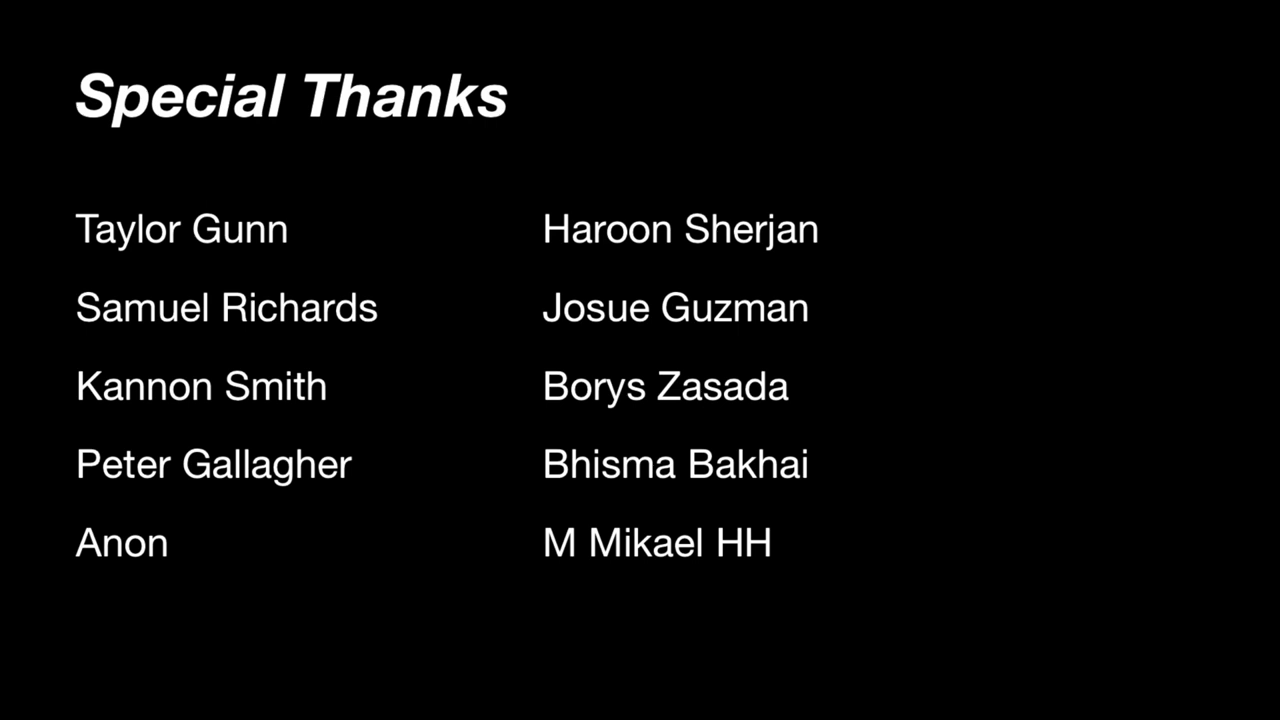 Special Thanks
Taylor Gunn
Samuel Richards
Kannon Smith
Peter Gallagher
Anon
Haroon Sherjan
Josue Guzman
Borys Zasada
Bhisma Bakhai
M Mikael HH